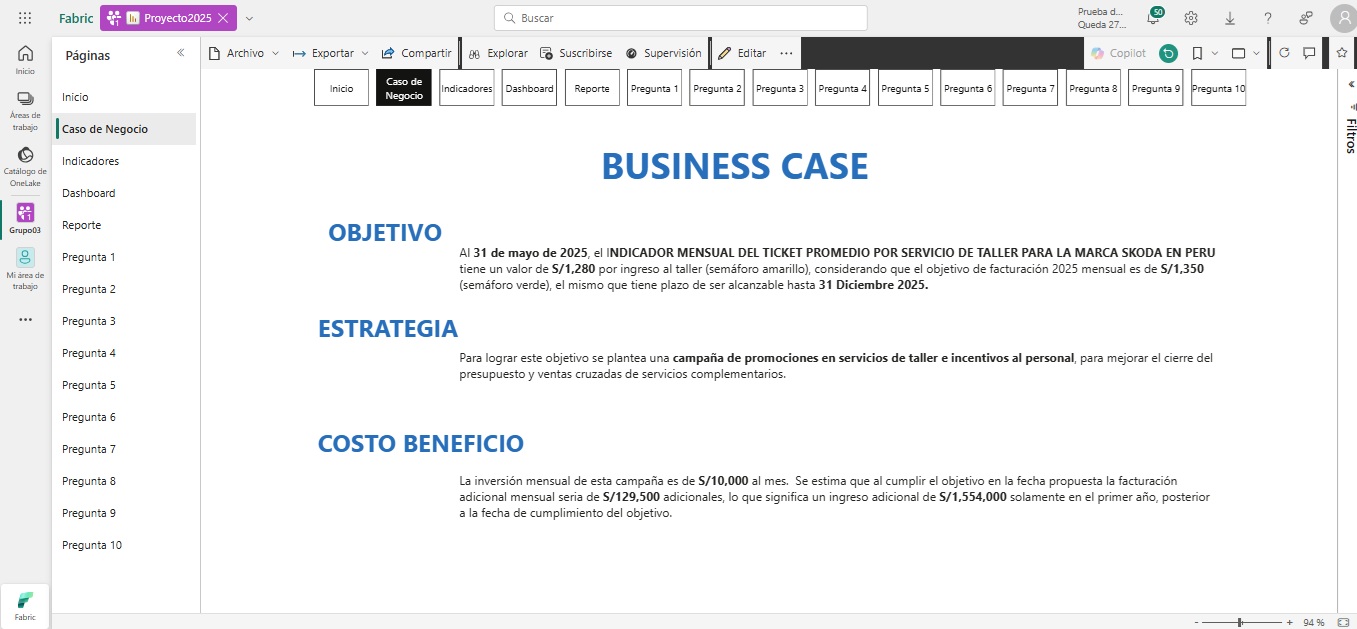 Fabric
Proyecto2025
Buscar
Prueba d...
Queda 27...
50
Inicio
Áreas de trabajo
Catálogo de OneLake
Grupo03
Mi área de trabajo
Fabric
Páginas
Inicio
Caso de Negocio
Indicadores
Dashboard
Reporte
Pregunta 1
Pregunta 2
Pregunta 3
Pregunta 4
Pregunta 5
Pregunta 6
Pregunta 7
Pregunta 8
Pregunta 9
Pregunta 10
Archivo Exportar Compartir Explorar Suscribirse Supervisión Editar ... Copilot
Inicio Caso de Negocio Indicadores Dashboard Reporte Pregunta 1 Pregunta 2 Pregunta 3 Pregunta 4 Pregunta 5 Pregunta 6 Pregunta 7 Pregunta 8 Pregunta 9 Pregunta 10
Filtros
BUSINESS CASE
OBJETIVO
Al 31 de mayo de 2025, el INDICADOR MENSUAL DEL TICKET PROMEDIO POR SERVICIO DE TALLER PARA LA MARCA SKODA EN PERU
tiene un valor de S/1,280 por ingreso al taller (semáforo amarillo), considerando que el objetivo de facturación 2025 mensual es de S/1,350
(semáforo verde), el mismo que tiene plazo de ser alcanzable hasta 31 Diciembre 2025.
ESTRATEGIA
Para lograr este objetivo se plantea una campaña de promociones en servicios de taller e incentivos al personal, para mejorar el cierre del
presupuesto y ventas cruzadas de servicios complementarios.
COSTO BENEFICIO
La inversión mensual de esta campaña es de S/10,000 al mes. Se estima que al cumplir el objetivo en la fecha propuesta la facturación
adicional mensual seria de S/129,500 adicionales, lo que significa un ingreso adicional de S/1,554,000 solamente en el primer año, posterior
a la fecha de cumplimiento del objetivo.
- + 94 %